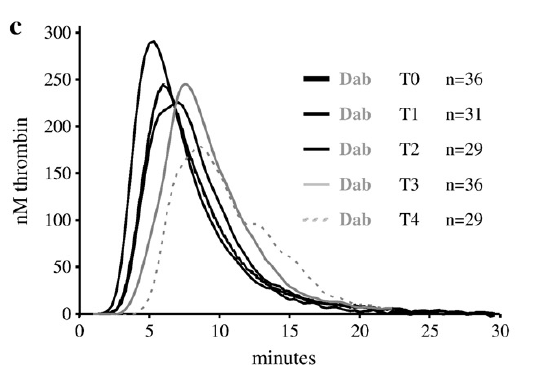 c
300
250
200
150
100
50
0
nM thrombin
Dab T0 n=36
Dab T1 n=31
Dab T2 n=29
Dab T3 n=36
Dab T4 n=29
0 5 10 15 20 25 30
minutes